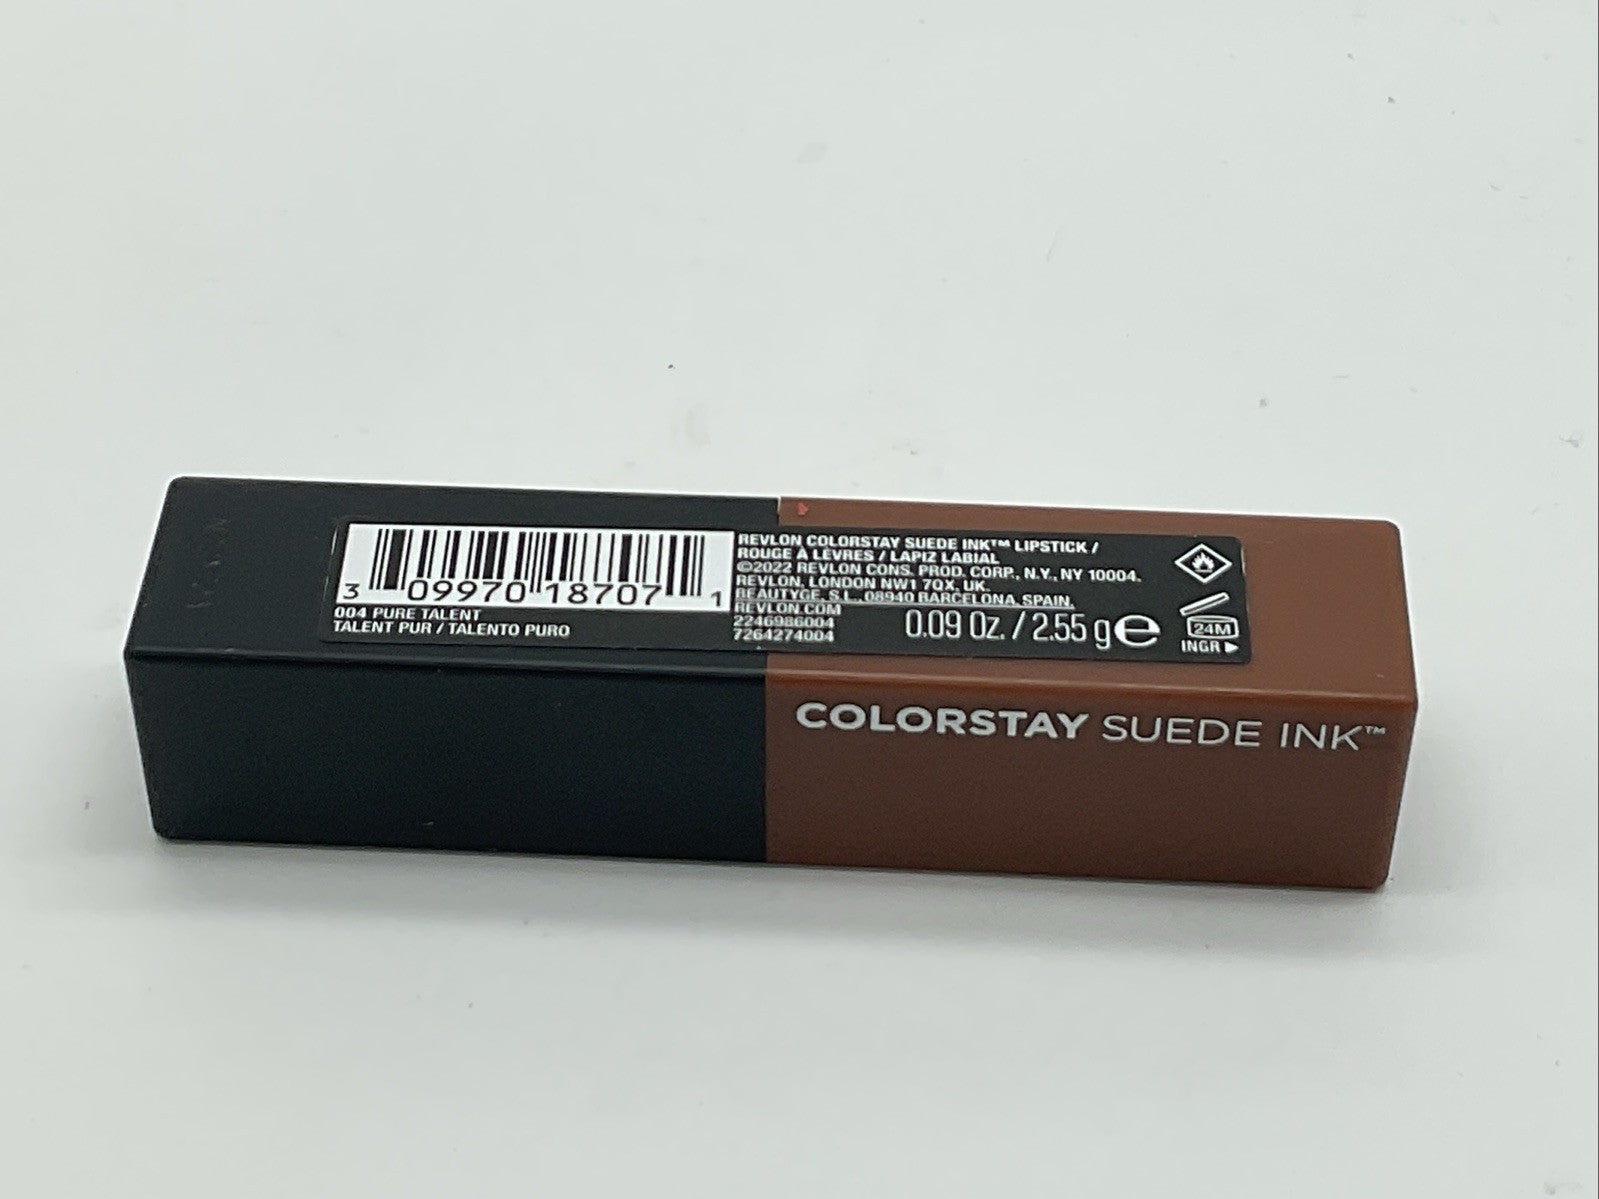 3 09970 18707 1
004 PURE TALENT
TALENT PUR / TALENTO PURO
REVLON COLORSTAY SUEDE INK™ LIPSTICK /
ROUGE À LÈVRES / LAPIZ LABIAL
©2022 REVLON CONS. PROD. CORP., N.Y., NY 10004.
REVLON, LONDON NW1 7QX, UK.
BEAUTYGE, S.L., 08940 BARCELONA, SPAIN.
REVLON.COM
2246986004
7264274004
0.09 Oz. / 2.55 g e
24M
INGR ▶
COLORSTAY SUEDE INK™